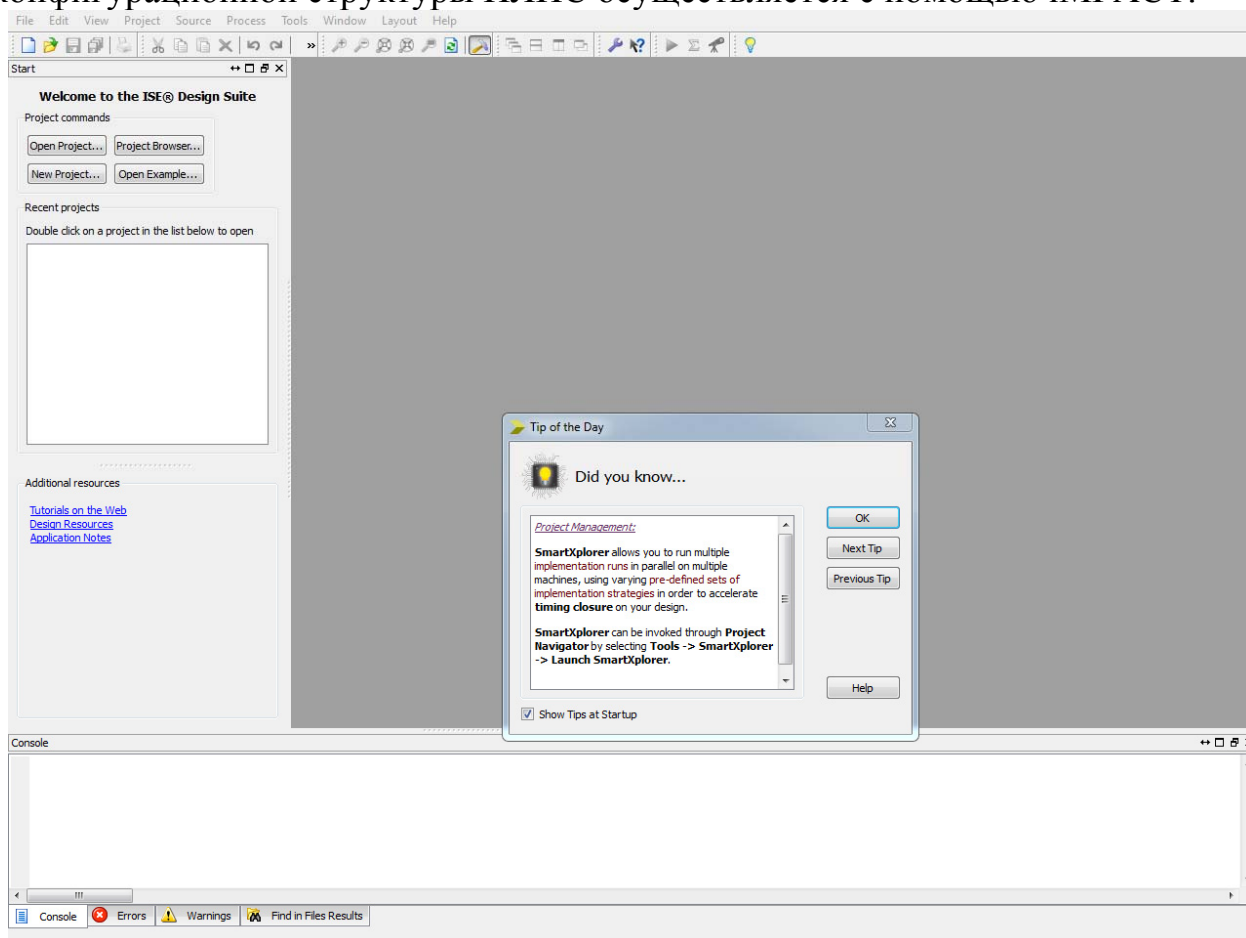 конфигурационной структуры ПЛИС осуществляется с помощью iMPACT.
File Edit View Project Source Process Tools Window Layout Help
Start
Welcome to the ISE® Design Suite
Project commands
Open Project... Project Browser...
New Project... Open Example...
Recent projects
Double click on a project in the list below to open
Additional resources
Tutorials on the Web
Design Resources
Application Notes
Tip of the Day
Did you know...
Project Management:
SmartXplorer allows you to run multiple
implementation runs in parallel on multiple
machines, using varying pre-defined sets of
implementation strategies in order to accelerate
timing closure on your design.
SmartXplorer can be invoked through Project
Navigator by selecting Tools -> SmartXplorer
-> Launch SmartXplorer.
OK
Next Tip
Previous Tip
Help
Show Tips at Startup
Console
Console Errors Warnings Find in Files Results